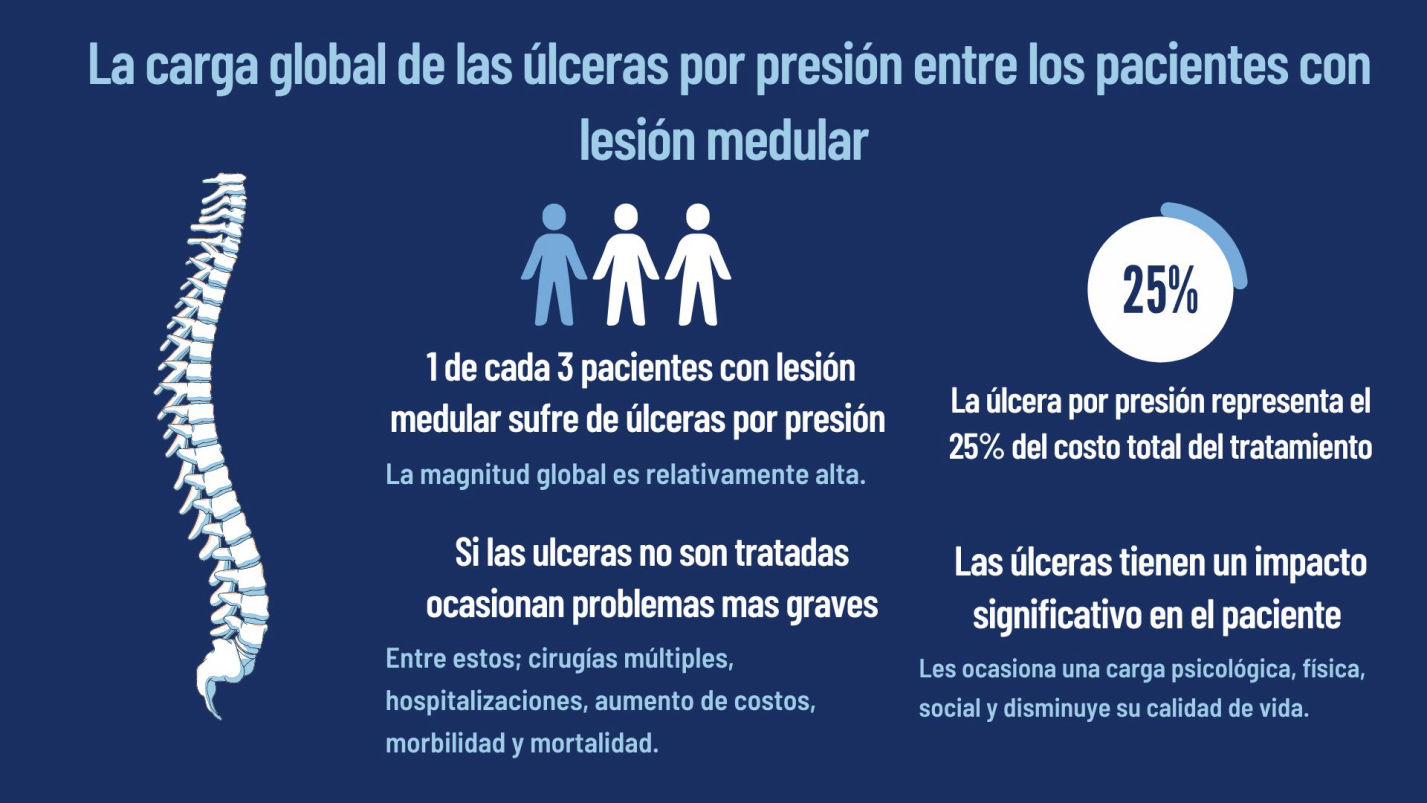 La carga global de las úlceras por presión entre los pacientes con
lesión medular
1 de cada 3 pacientes con lesión
medular sufre de úlceras por presión
La magnitud global es relativamente alta.
Si las ulceras no son tratadas
ocasionan problemas mas graves
Entre estos; cirugías múltiples,
hospitalizaciones, aumento de costos,
morbilidad y mortalidad.
25%
La úlcera por presión representa el
25% del costo total del tratamiento
Las úlceras tienen un impacto
significativo en el paciente
Les ocasiona una carga psicológica, física,
social y disminuye su calidad de vida.